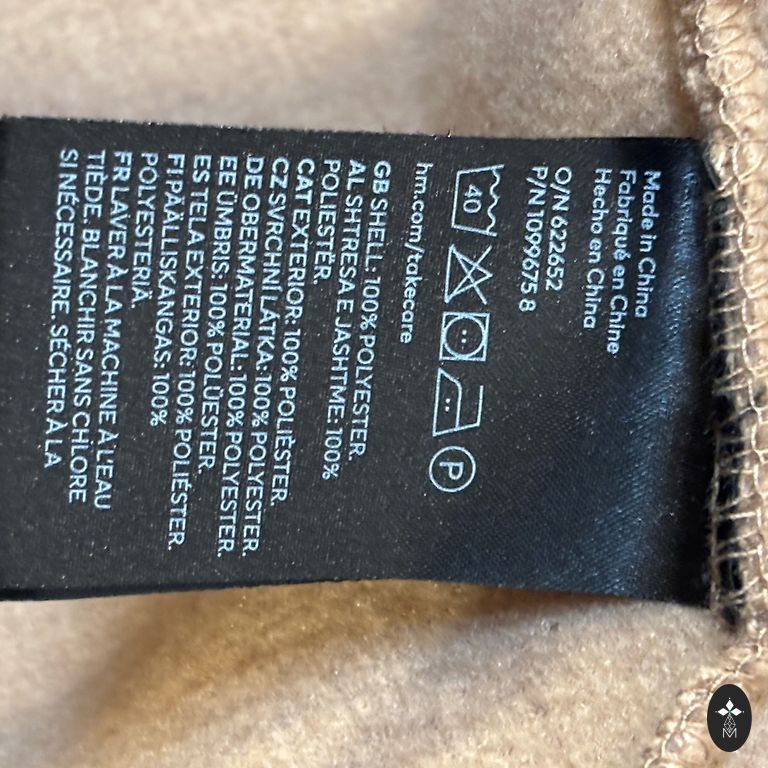 Made in China
Fabriqué en Chine
Hecho en China
O/N 622652
P/N 1099675 8
40
P
hm.com/takecare
GB SHELL: 100% POLYESTER.
AL SHTRESA E JASHTME: 100%
POLIESTËR.
CAT EXTERIOR: 100% POLIÈSTER.
CZ SVRCHNÍ LÁTKA: 100% POLYESTER.
DE OBERMATERIAL: 100% POLYESTER.
EE ÜMBRIS: 100% POLÜESTER.
ES TELA EXTERIOR: 100% POLIÉSTER.
FI PÄÄLLISKANGAS: 100%
POLYESTERIÄ.
FR LAVER À LA MACHINE À L'EAU
TIÈDE. BLANCHIR SANS CHLORE
SI NÉCESSAIRE. SÉCHER À LA
M